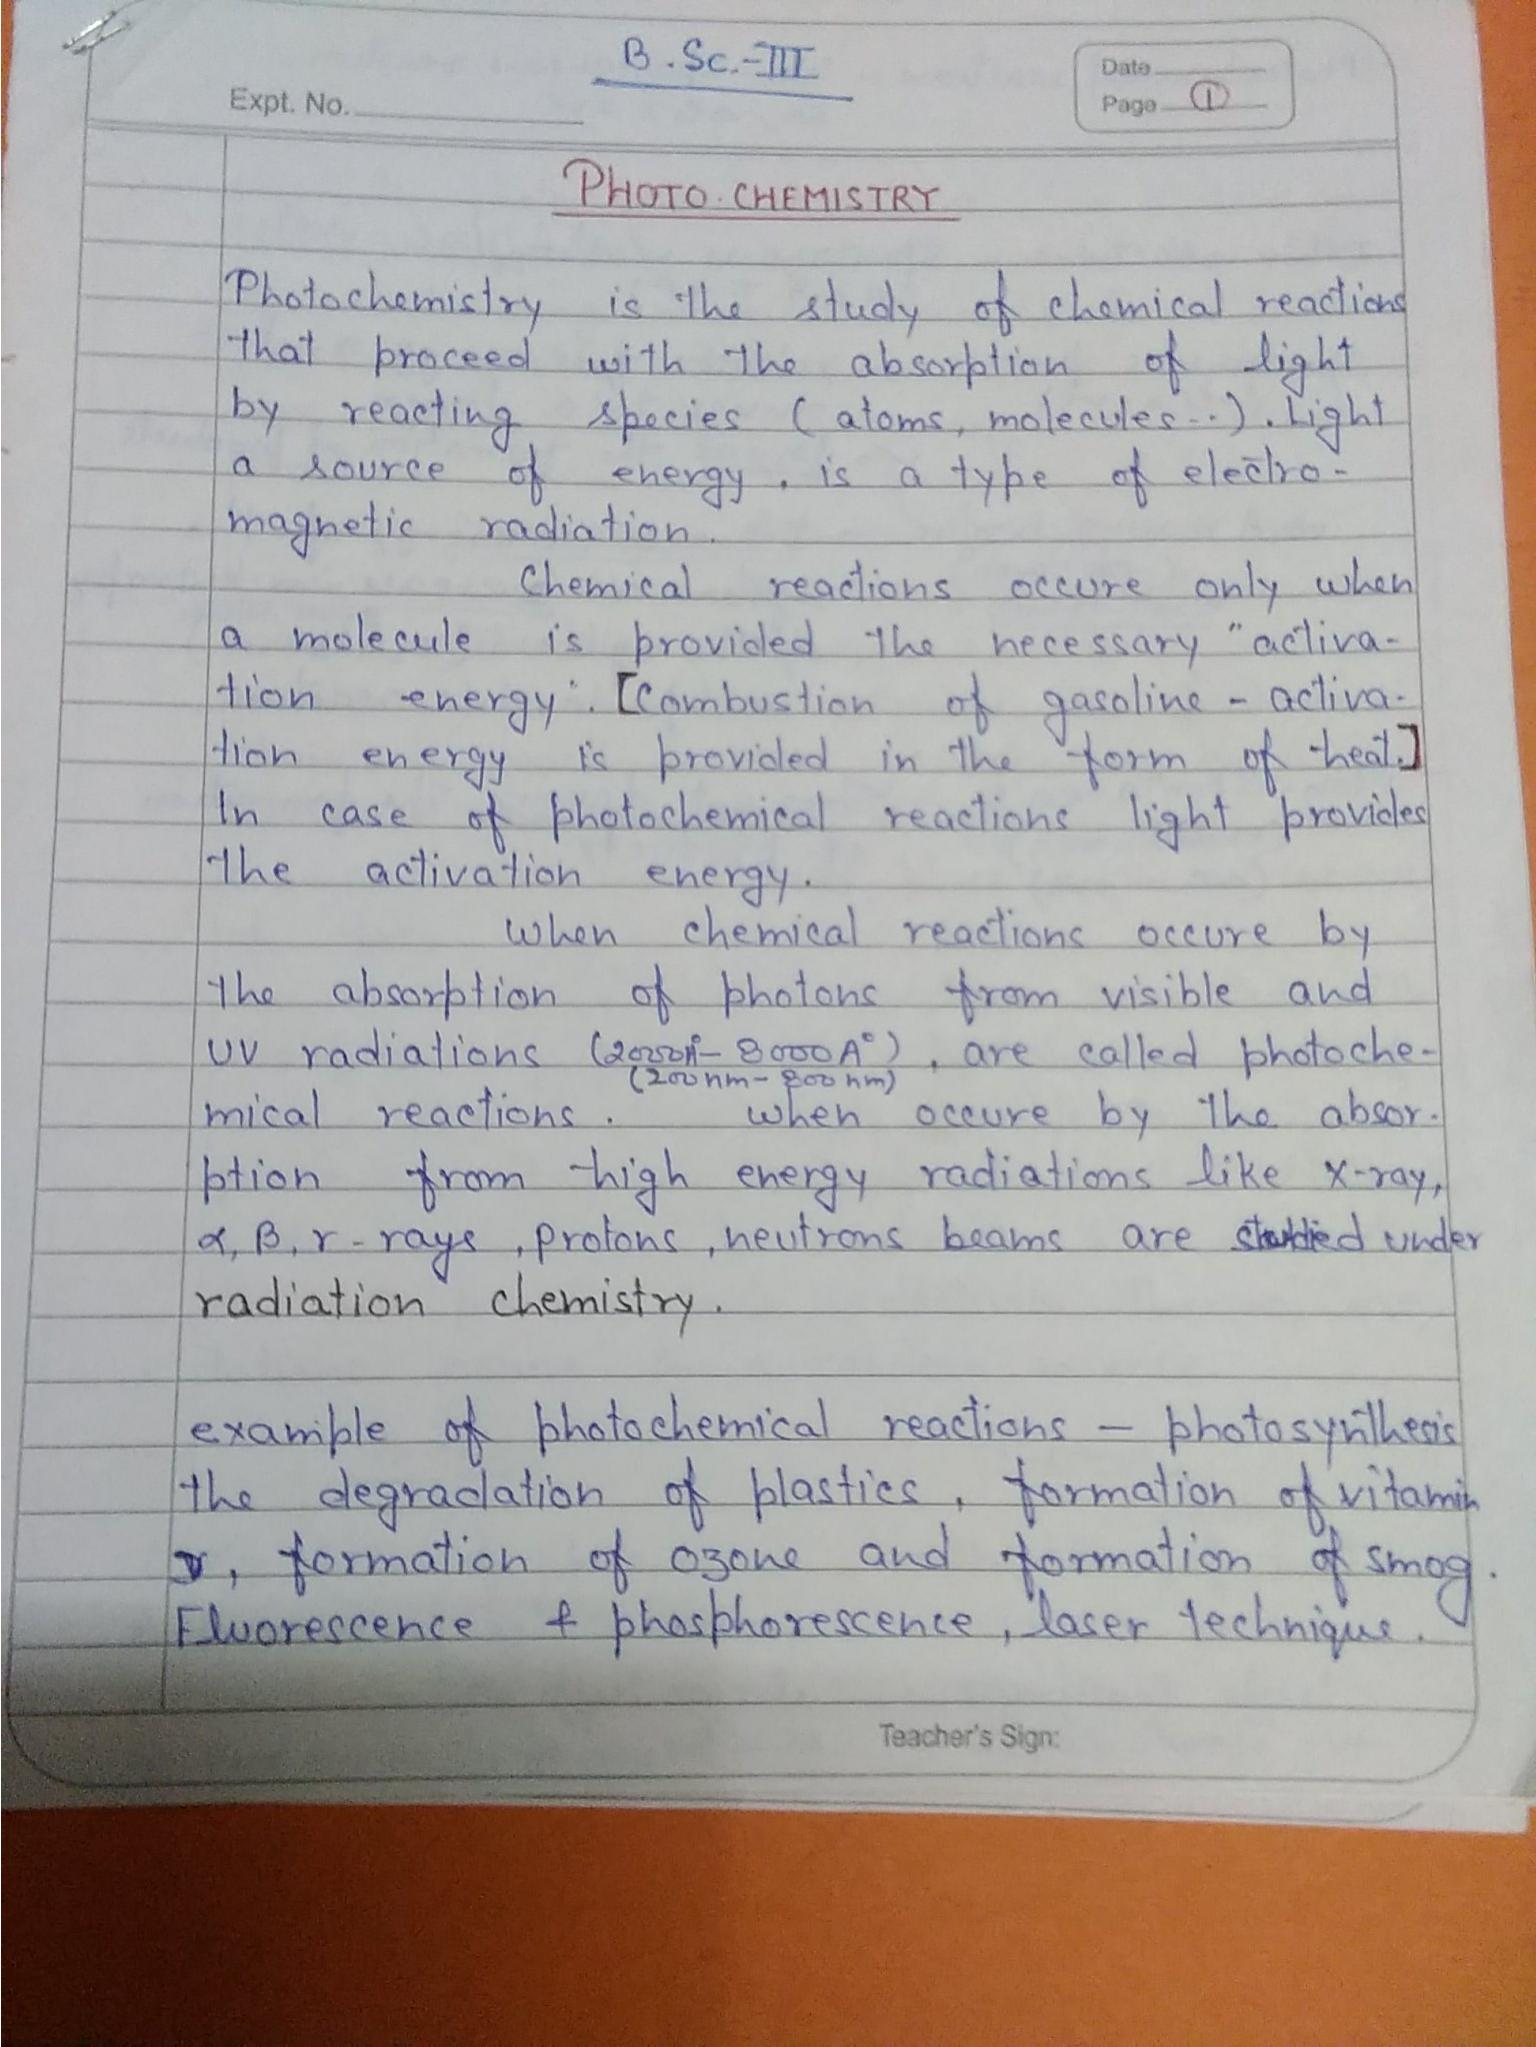 B.Sc.-III
Expt. No.
Date
Page 1
PHOTO.CHEMISTRY
Photochemistry is the study of chemical reactions
that proceed with the absorption of light
by reacting species (atoms, molecules...). Light
a source of energy, is a type of electro-
magnetic radiation.
Chemical reactions occure only when
a molecule is provided the necessary "activa-
tion energy". [Combustion of gasoline - activa-
tion energy is provided in the form of heat.]
In case of photochemical reactions light provides
the activation energy.
When chemical reactions occure by
the absorption of photons from visible and
UV radiations (2000A°- 8000A°), are called photoche-
(200nm- 800nm)
mical reactions. When occure by the absor-
ption from high energy radiations like X-ray,
α, β, r-rays, protons, neutrons beams are studied under
radiation chemistry.
example of photochemical reactions - photosynthesis
the degradation of plastics, formation of vitamin
, formation of ozone and formation of smog.
Fluorescence & phosphorescence, laser technique.
Teacher's Sign: